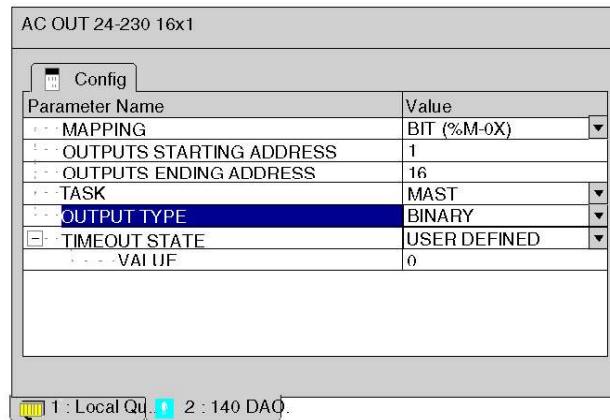 AC OUT 24-230 16x1
Config
Parameter Name Value
MAPPING BIT (%M-0X)
OUTPUTS STARTING ADDRESS 1
OUTPUTS ENDING ADDRESS 16
TASK MAST
OUTPUT TYPE BINARY
TIMEOUT STATE USER DEFINED
VALUE 0
1 : Local Qu... 2 : 140 DAO.